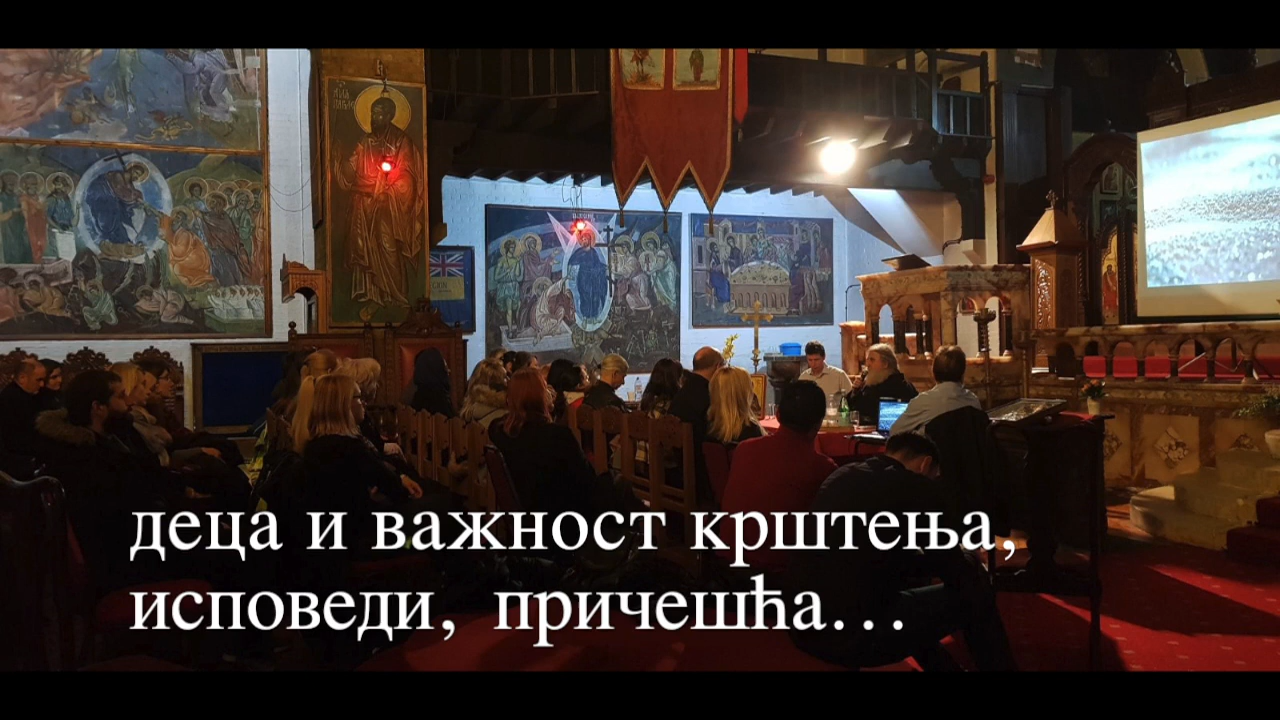 деца и важност крштења,
исповеди, причешћа...